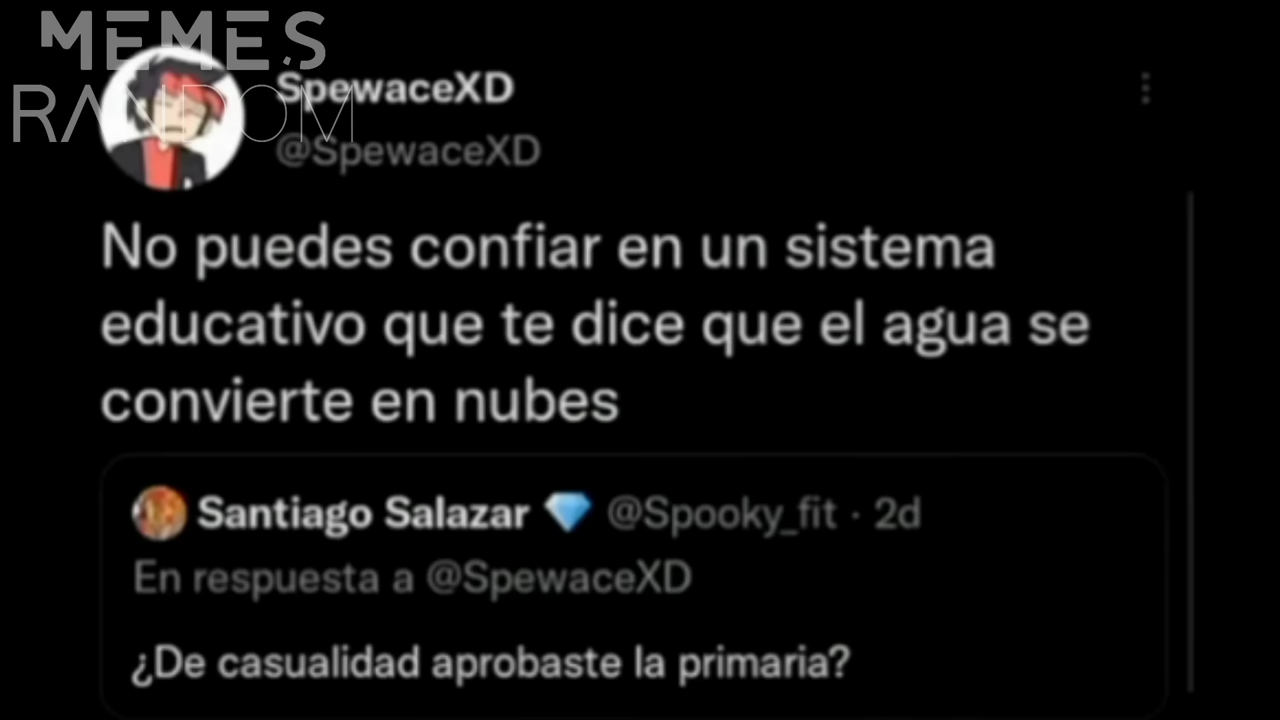 MEMES
RANDOM
SpewaceXD
@SpewaceXD
No puedes confiar en un sistema
educativo que te dice que el agua se
convierte en nubes
Santiago Salazar 💎 @Spooky_fit · 2d
En respuesta a @SpewaceXD
¿De casualidad aprobaste la primaria?